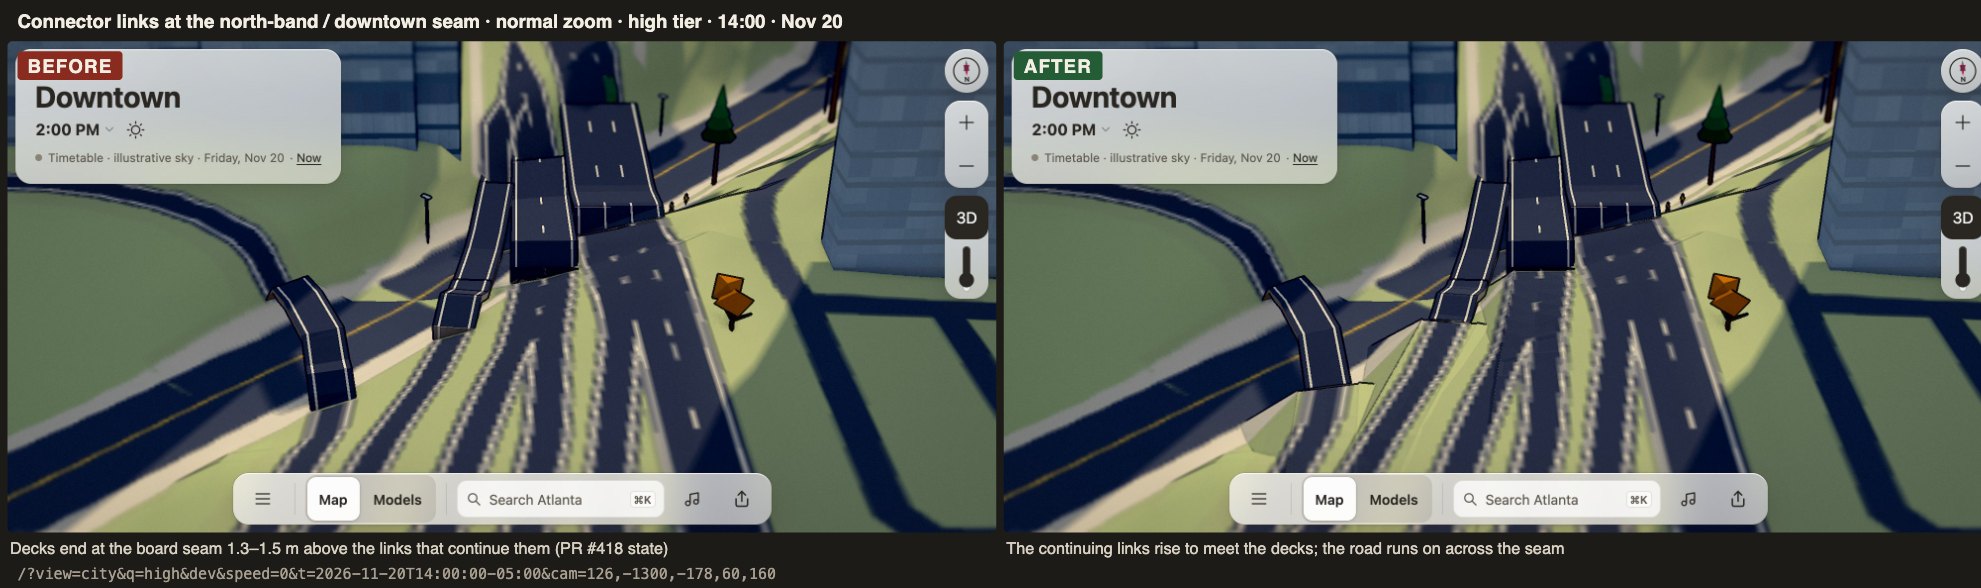 Connector links at the north-band / downtown seam · normal zoom · high tier · 14:00 · Nov 20
BEFORE
Downtown
2:00 PM
Timetable · illustrative sky · Friday, Nov 20 · Now
N
+
−
3D
Map
Models
Search Atlanta
⌘K
AFTER
Downtown
2:00 PM
Timetable · illustrative sky · Friday, Nov 20 · Now
N
+
−
3D
Map
Models
Search Atlanta
⌘K
Decks end at the board seam 1.3–1.5 m above the links that continue them (PR #418 state)
The continuing links rise to meet the decks; the road runs on across the seam
/?view=city&q=high&dev&speed=0&t=2026-11-20T14:00:00-05:00&cam=126,-1300,-178,60,160